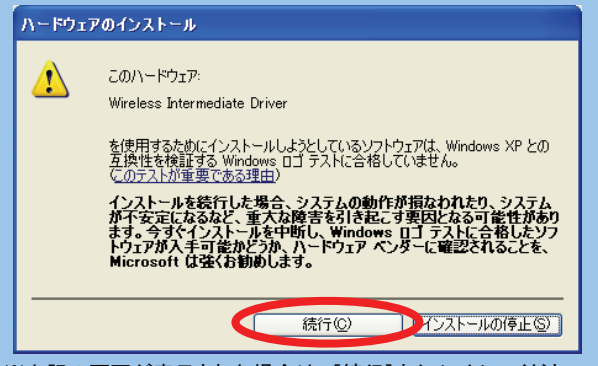 ハードウェアのインストール
このハードウェア:
Wireless Intermediate Driver
を使用するためにインストールしようとしているソフトウェアは、Windows XP との
互換性を検証する Windows ロゴ テストに合格していません。
(このテストが重要である理由)
インストールを続行した場合、システムの動作が損なわれたり、システム
が不安定になるなど、重大な障害を引き起こす要因となる可能性があり
ます。今すぐインストールを中断し、Windows ロゴ テストに合格したソフ
トウェアが入手可能かどうか、ハードウェア ベンダーに確認されることを、
Microsoft は強くお勧めします。
続行(C)
インストールの停止(S)